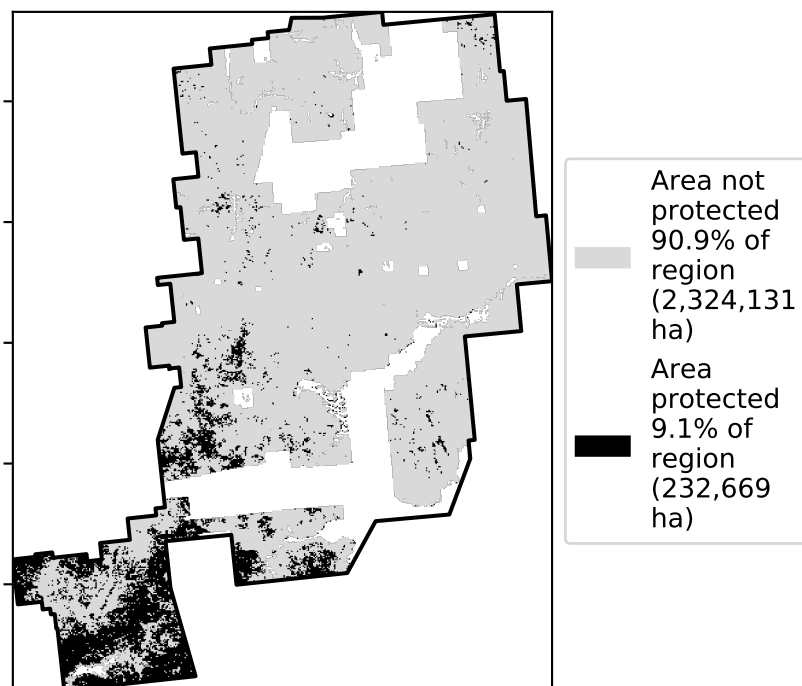 Area not
protected
90.9% of
region
(2,324,131
ha)
Area
protected
9.1% of
region
(232,669
ha)